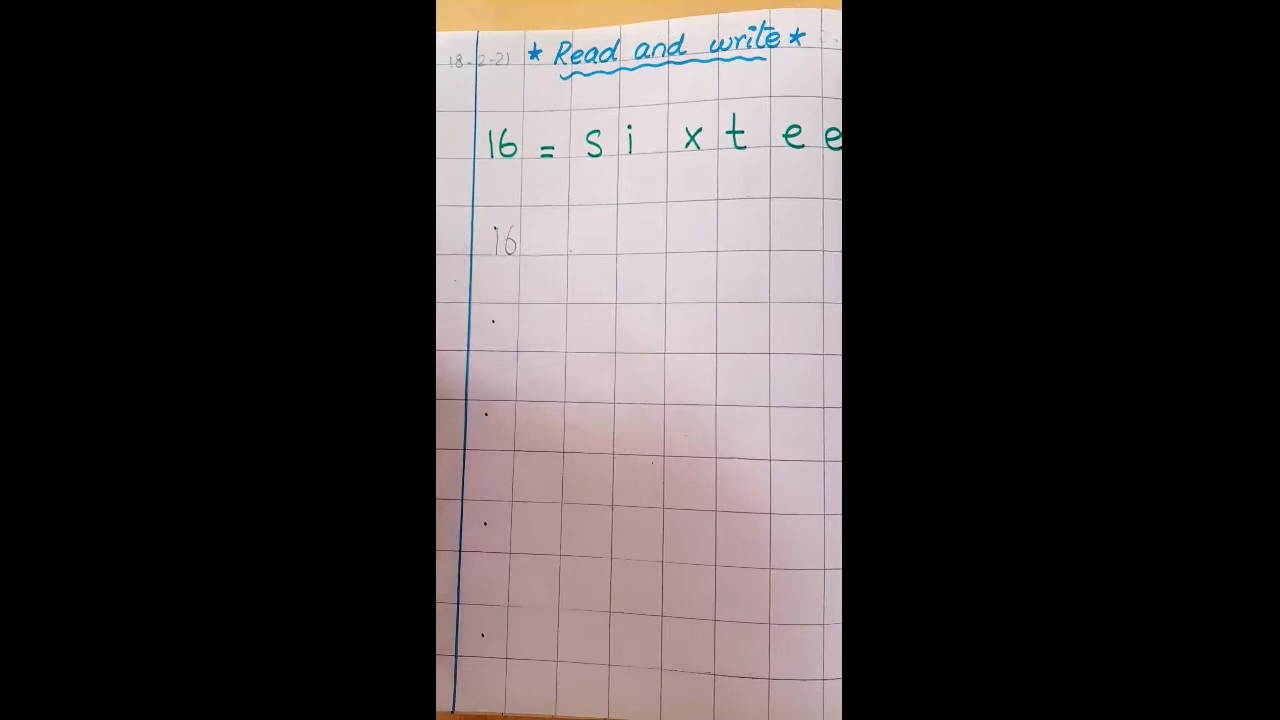 18-2-21
* Read and write *
16 = s i x t e e
16